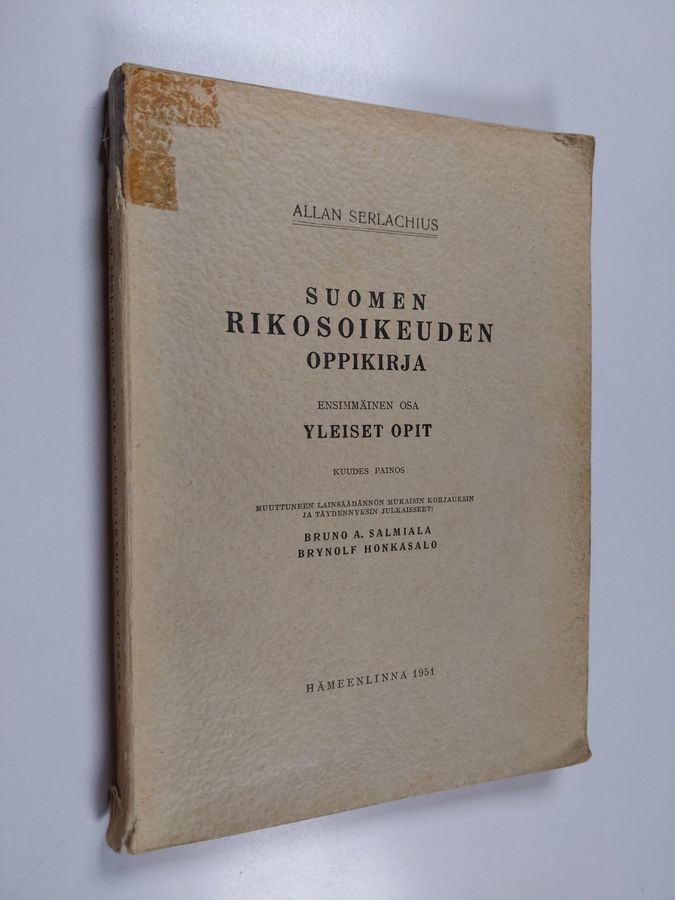 ALLAN SERLACHIUS
SUOMEN
RIKOSOIKEUDEN
OPPIKIRJA
ENSIMMÄINEN OSA
YLEISET OPIT
KUUDES PAINOS
MUUTTUNEEN LAINSÄÄDÄNNÖN MUKAISIN KORJAUKSIN
JA TÄYDENNYKSIN JULKAISSEET:
BRUNO A. SALMIALA
BRYNOLF HONKASALO
HÄMEENLINNA 1951